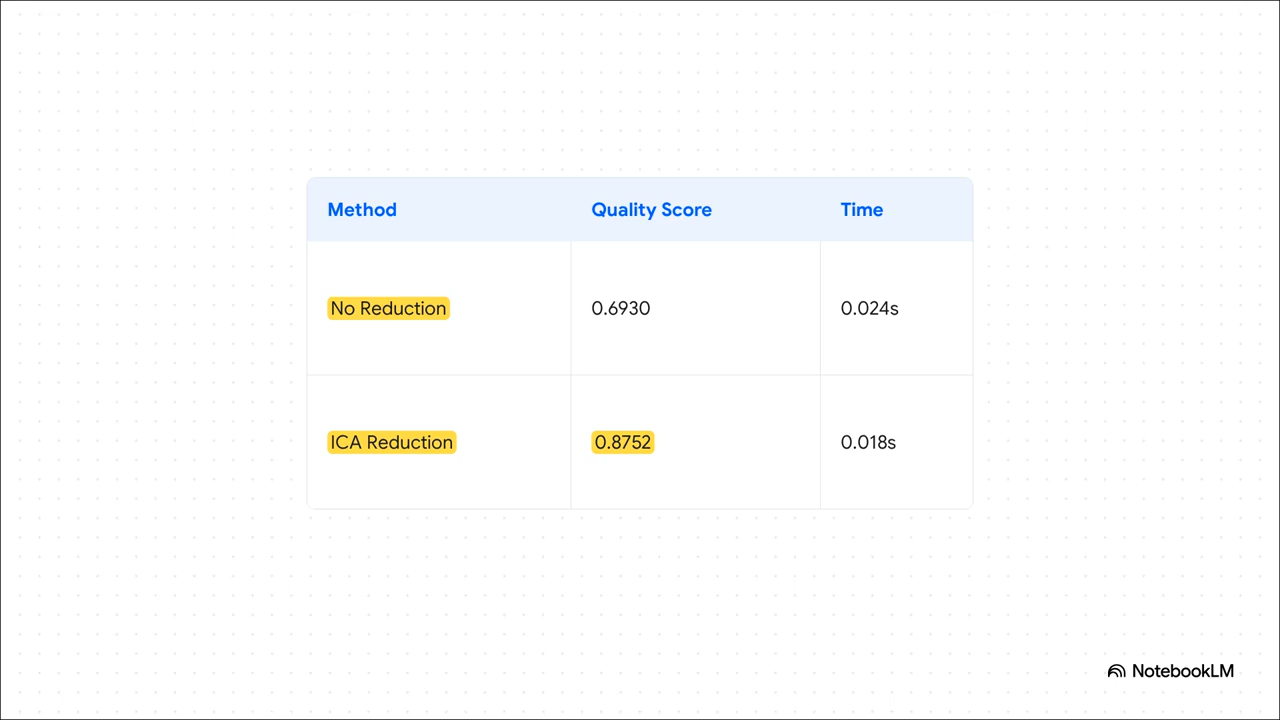 Method Quality Score Time
No Reduction 0.6930 0.024s
ICA Reduction 0.8752 0.018s
NotebookLM